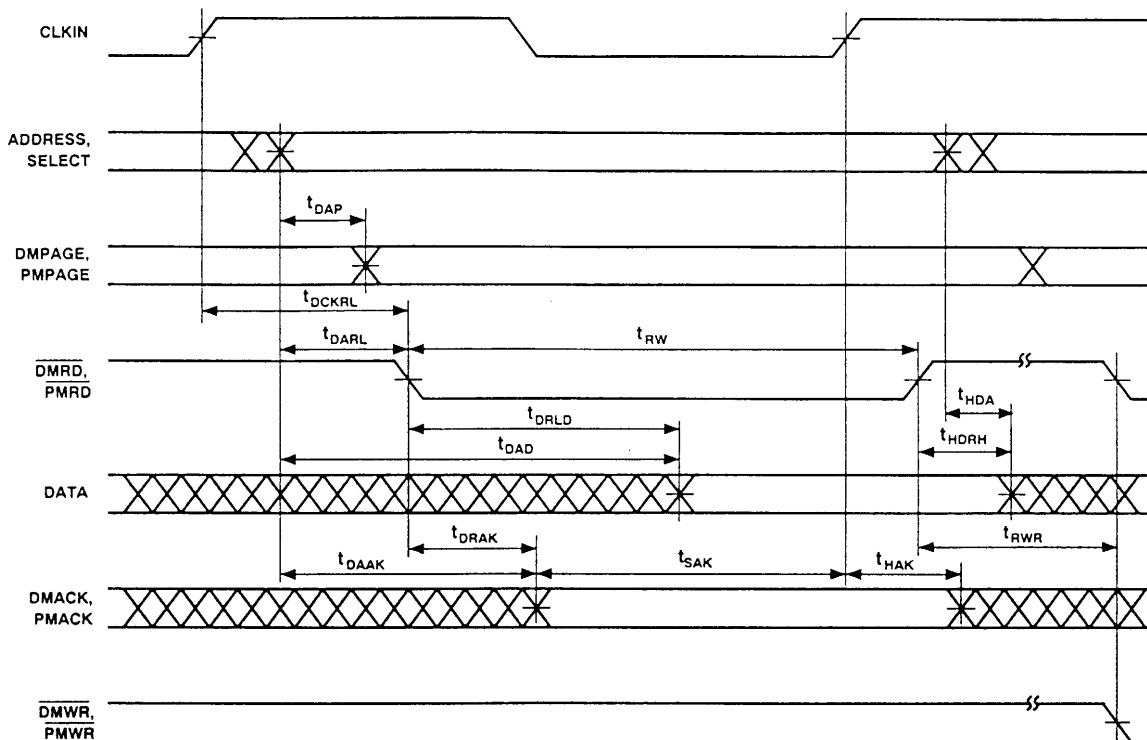 CLKIN
ADDRESS,
SELECT
tDAP
DMPAGE,
PMPAGE
tDCKRL
tDARL
tRW
DMRD,
PMRD
tHDA
tDRLD
tHDRH
tDAD
DATA
tDRAK
tRWR
tDAAK
tSAK
tHAK
DMACK,
PMACK
DMWR,
PMWR